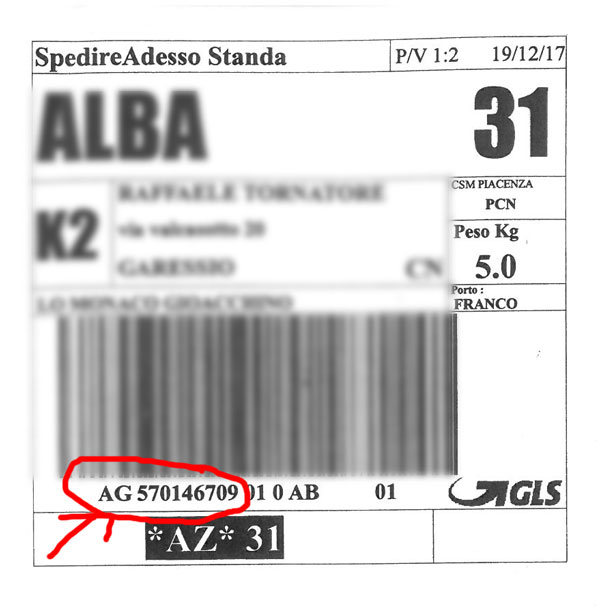 SpedireAdesso Standa P/V 1:2 19/12/17
ALBA 31
CSM PIACENZA
PCN
K2
Peso Kg
5.0
Porto :
FRANCO
AG 570146709 01 0 AB 01
GLS
*AZ* 31